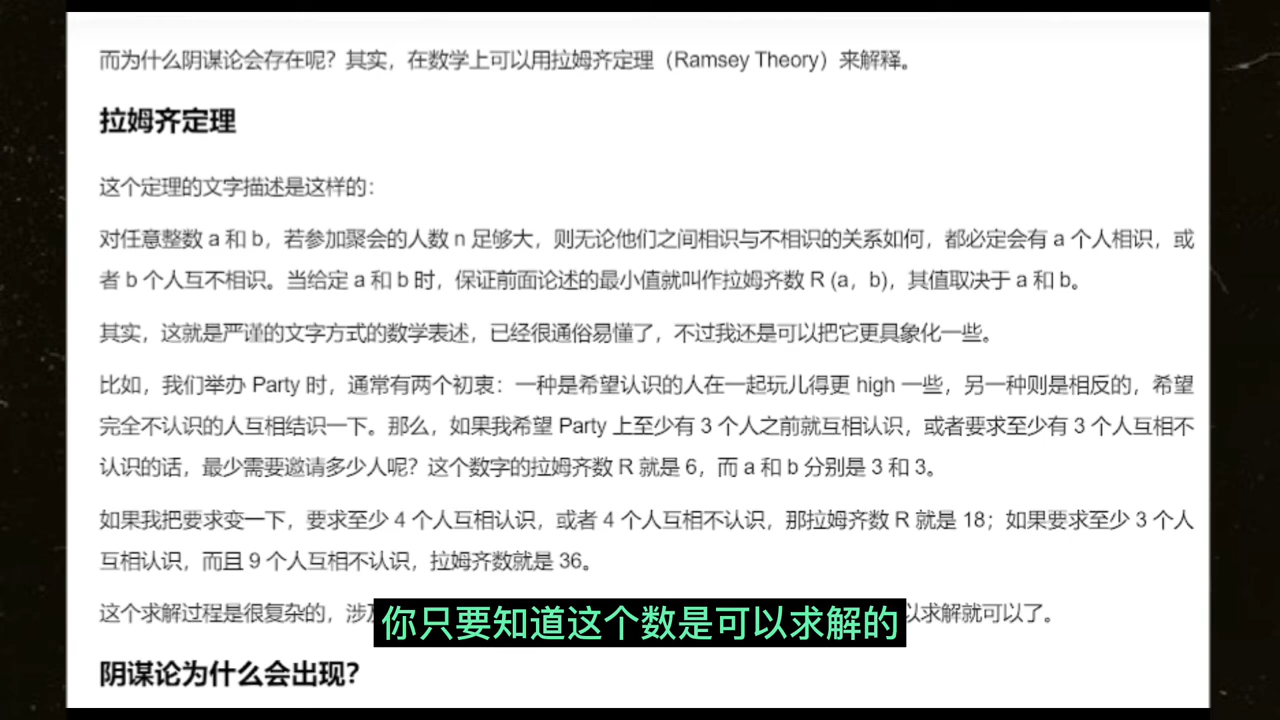 而为什么阴谋论会存在呢？其实，在数学上可以用拉姆齐定理（Ramsey Theory）来解释。
拉姆齐定理
这个定理的文字描述是这样的：
对任意整数 a 和 b，若参加聚会的人数 n 足够大，则无论他们之间相识与不相识的关系如何，都必定会有 a 个人相识，或
者 b 个人互不相识。当给定 a 和 b 时，保证前面论述的最小值就叫作拉姆齐数 R (a，b)，其值取决于 a 和 b。
其实，这就是严谨的文字方式的数学表述，已经很通俗易懂了，不过我还是可以把它更具象化一些。
比如，我们举办 Party 时，通常有两个初衷：一种是希望认识的人在一起玩儿得更 high 一些，另一种则是相反的，希望
完全不认识的人互相结识一下。那么，如果我希望 Party 上至少有 3 个人之前就互相认识，或者要求至少有 3 个人互相不
认识的话，最少需要邀请多少人呢？这个数字的拉姆齐数 R 就是 6，而 a 和 b 分别是 3 和 3。
如果我把要求变一下，要求至少 4 个人互相认识，或者 4 个人互相不认识，那拉姆齐数 R 就是 18；如果要求至少 3 个人
互相认识，而且 9 个人互相不认识，拉姆齐数就是 36。
这个求解过程是很复杂的，涉
以求解就可以了。
你只要知道这个数是可以求解的
阴谋论为什么会出现？